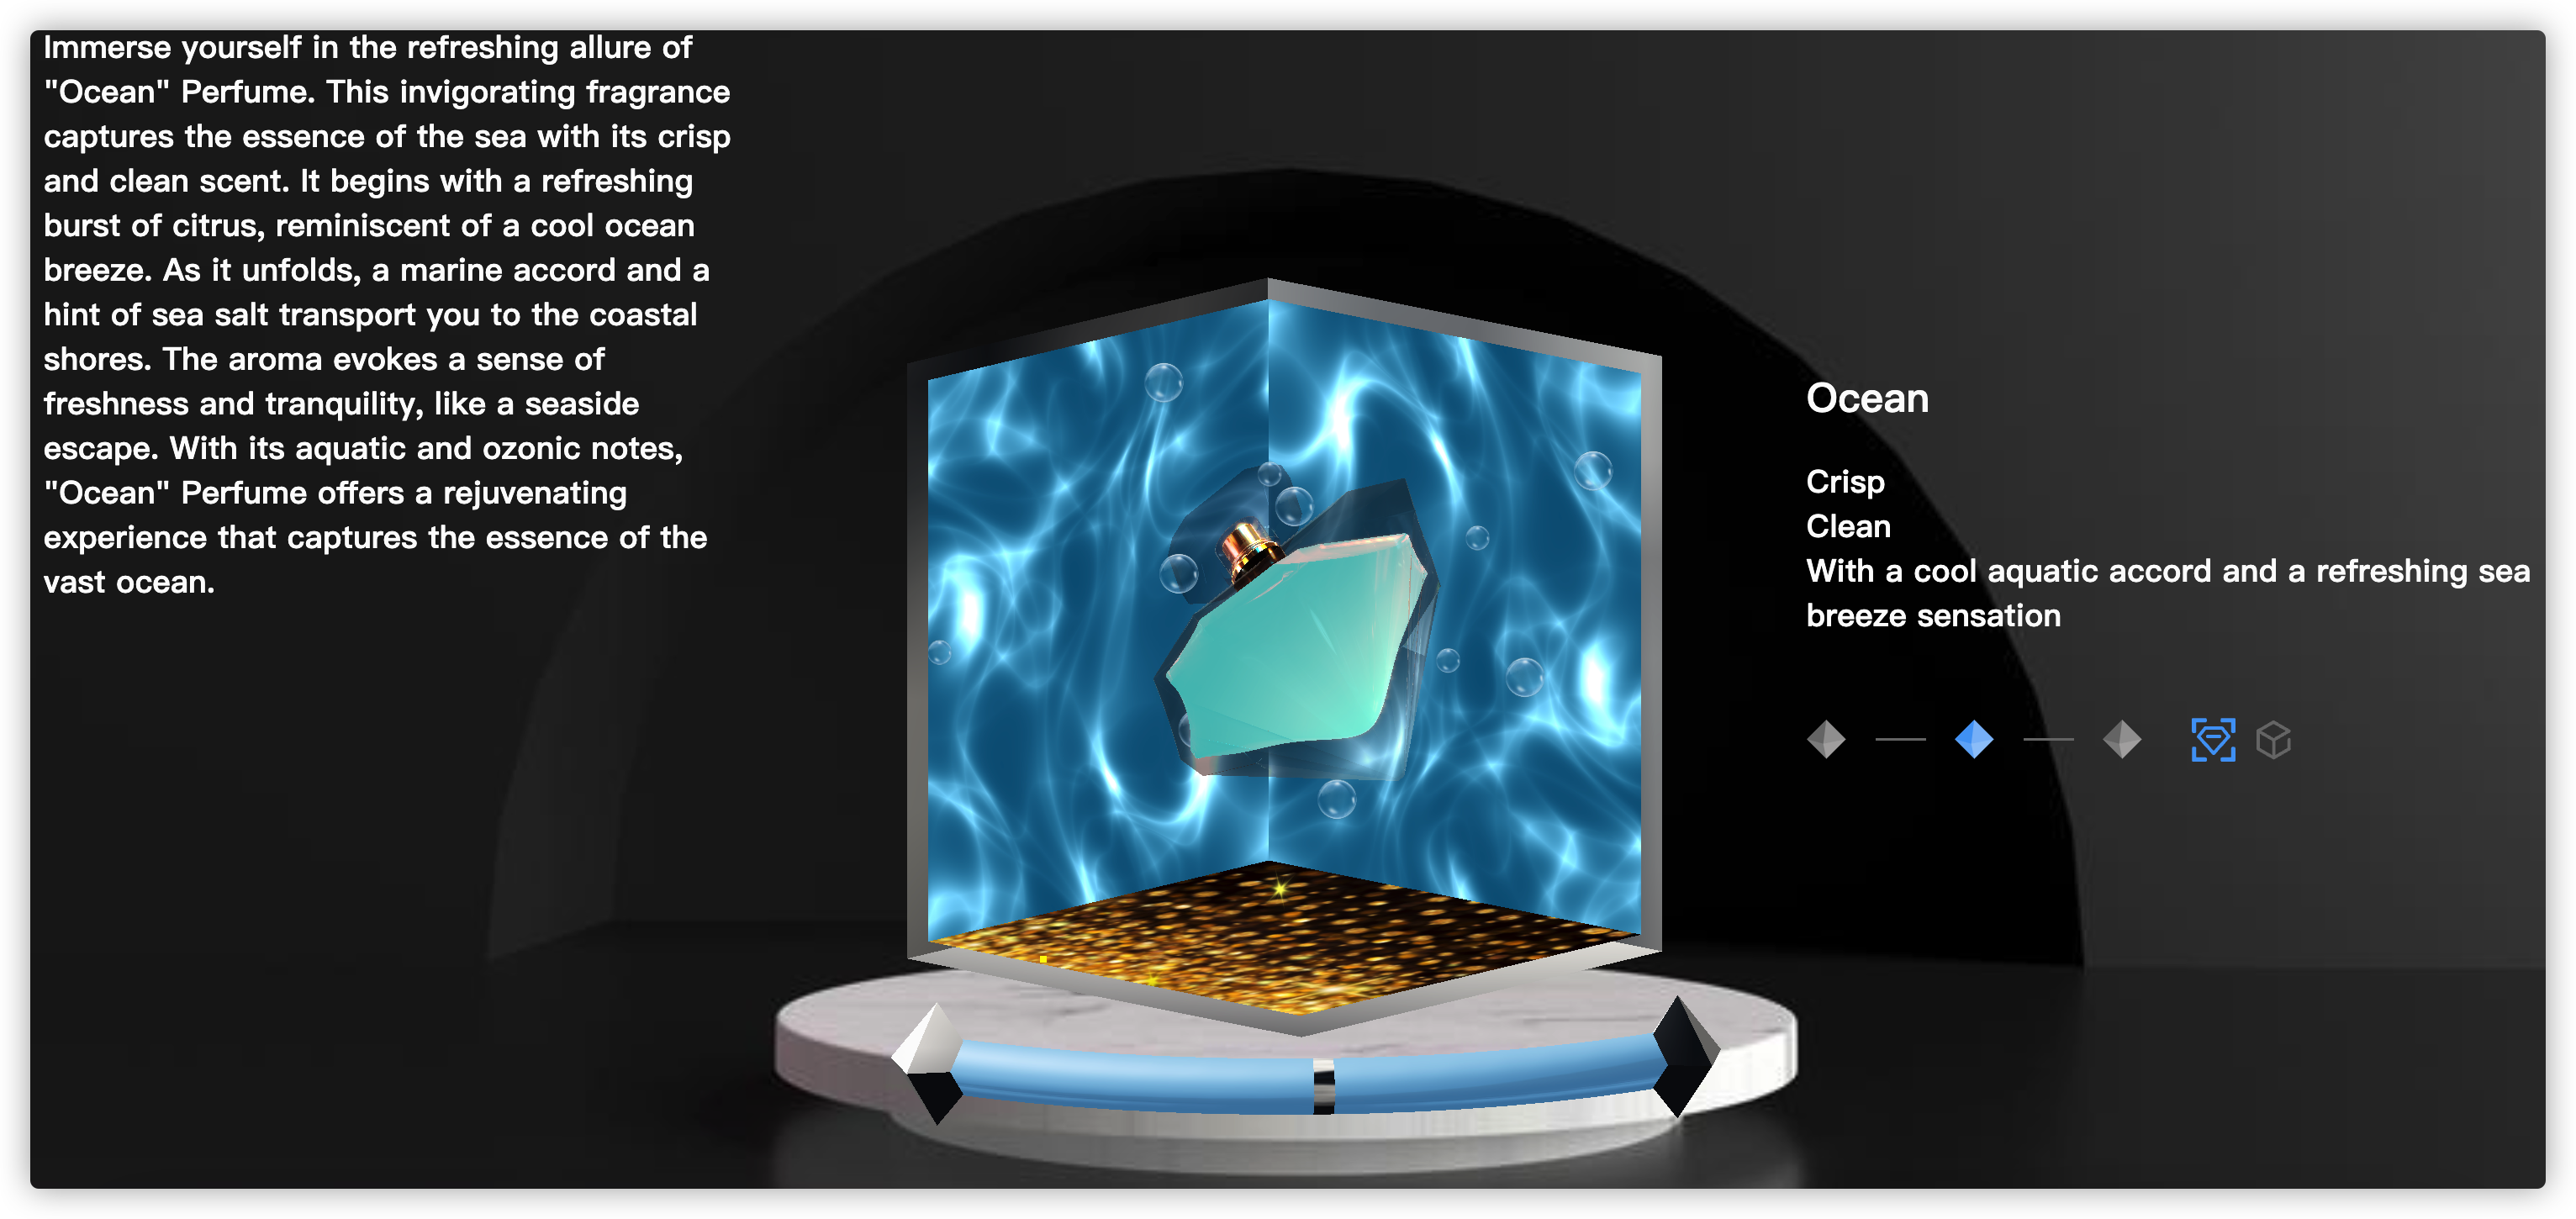 Immerse yourself in the refreshing allure of
"Ocean" Perfume. This invigorating fragrance
captures the essence of the sea with its crisp
and clean scent. It begins with a refreshing
burst of citrus, reminiscent of a cool ocean
breeze. As it unfolds, a marine accord and a
hint of sea salt transport you to the coastal
shores. The aroma evokes a sense of
freshness and tranquility, like a seaside
escape. With its aquatic and ozonic notes,
"Ocean" Perfume offers a rejuvenating
experience that captures the essence of the
vast ocean.
Ocean
Crisp
Clean
With a cool aquatic accord and a refreshing sea
breeze sensation